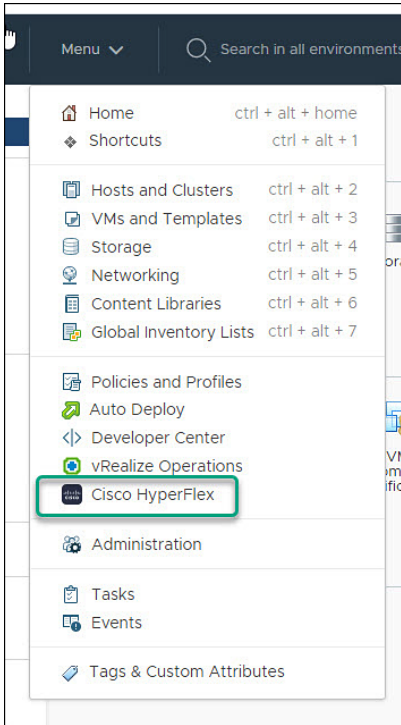 Menu
Search in all environments
Home ctrl + alt + home
Shortcuts ctrl + alt + 1
Hosts and Clusters ctrl + alt + 2
VMs and Templates ctrl + alt + 3
Storage ctrl + alt + 4
Networking ctrl + alt + 5
Content Libraries ctrl + alt + 6
Global Inventory Lists ctrl + alt + 7
Policies and Profiles
Auto Deploy
Developer Center
vRealize Operations
Cisco HyperFlex
Administration
Tasks
Events
Tags & Custom Attributes